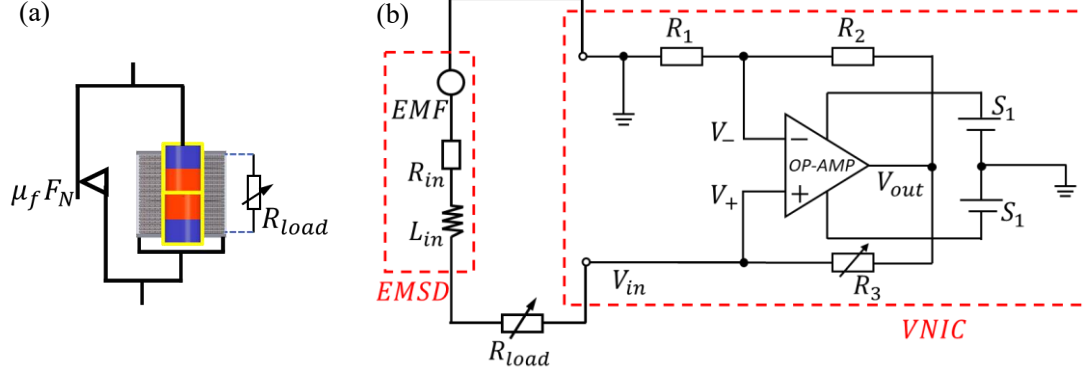 (a)
μ_f F_N
R_load
(b)
EMF
R_in
L_in
EMSD
R_load
R_1
R_2
V_−
−
OP-AMP
V_+
+
V_out
S_1
S_1
V_in
R_3
VNIC